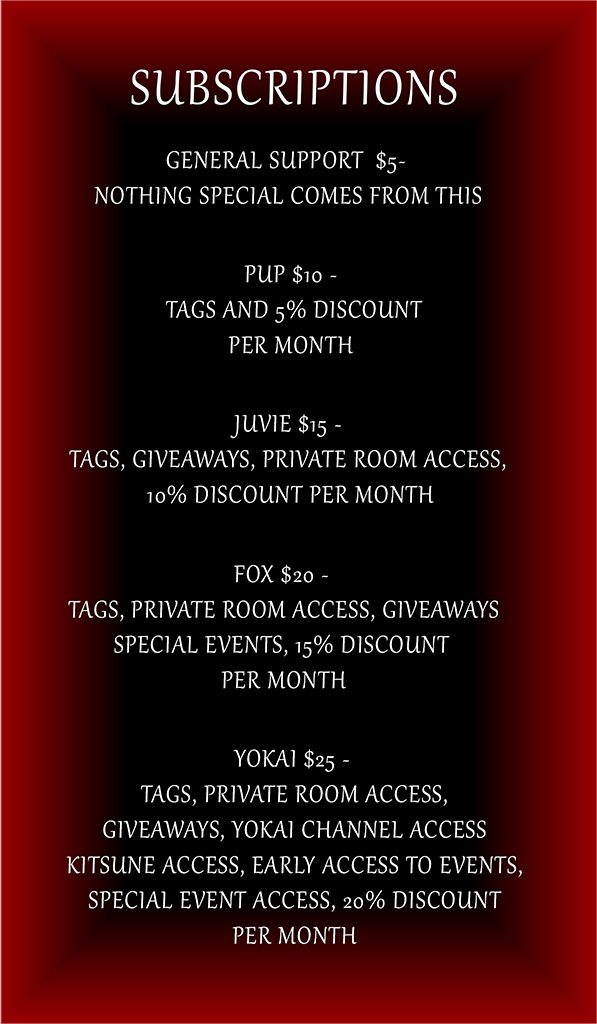 SUBSCRIPTIONS
GENERAL SUPPORT $5-
NOTHING SPECIAL COMES FROM THIS
PUP $10 -
TAGS AND 5% DISCOUNT
PER MONTH
JUVIE $15 -
TAGS, GIVEAWAYS, PRIVATE ROOM ACCESS,
10% DISCOUNT PER MONTH
FOX $20 -
TAGS, PRIVATE ROOM ACCESS, GIVEAWAYS
SPECIAL EVENTS, 15% DISCOUNT
PER MONTH
YOKAI $25 -
TAGS, PRIVATE ROOM ACCESS,
GIVEAWAYS, YOKAI CHANNEL ACCESS
KITSUNE ACCESS, EARLY ACCESS TO EVENTS,
SPECIAL EVENT ACCESS, 20% DISCOUNT
PER MONTH